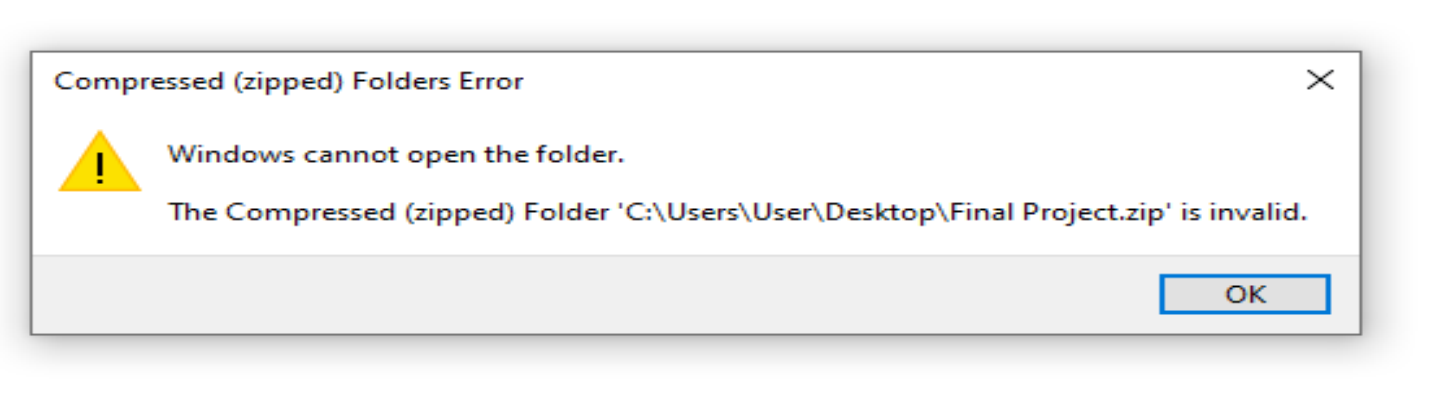 Compressed (zipped) Folders Error
Windows cannot open the folder.
The Compressed (zipped) Folder 'C:\Users\User\Desktop\Final Project.zip' is invalid.
OK